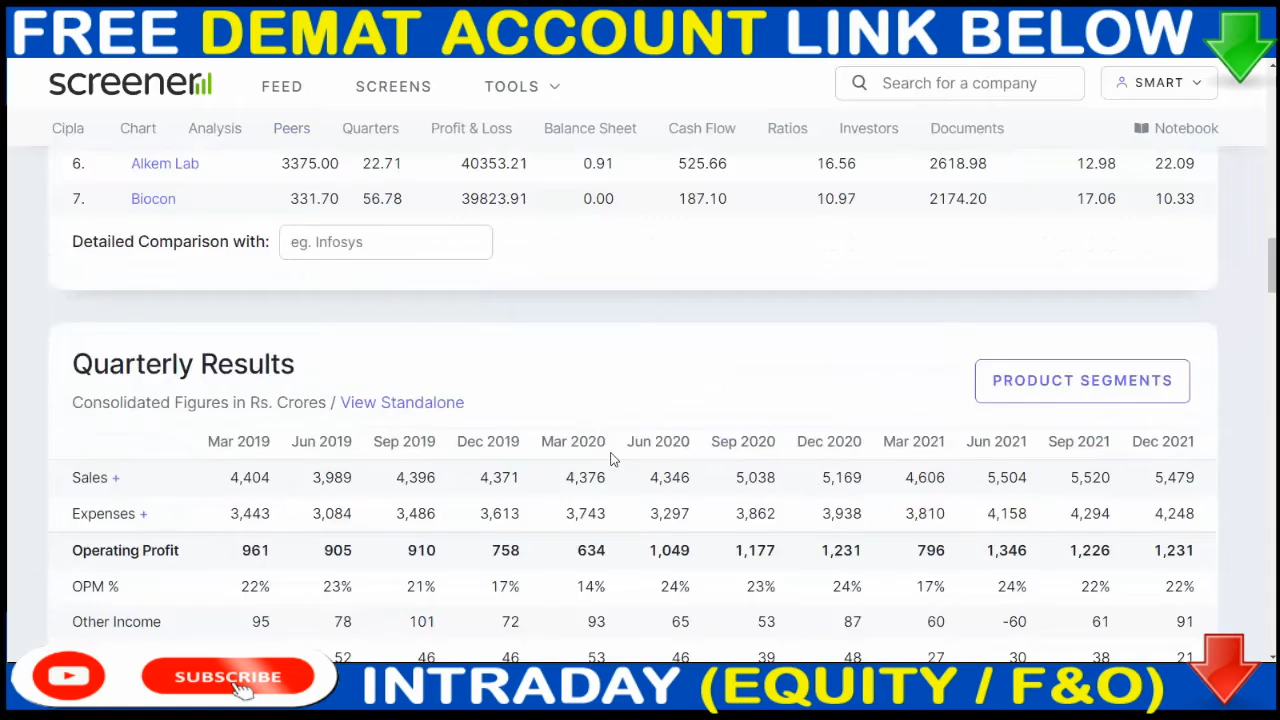 FREE DEMAT ACCOUNT LINK BELOW
screener FEED SCREENS TOOLS Search for a company SMART
Cipla Chart Analysis Peers Quarters Profit & Loss Balance Sheet Cash Flow Ratios Investors Documents Notebook
6. Alkem Lab 3375.00 22.71 40353.21 0.91 525.66 16.56 2618.98 12.98 22.09
7. Biocon 331.70 56.78 39823.91 0.00 187.10 10.97 2174.20 17.06 10.33
Detailed Comparison with: eg. Infosys
Quarterly Results
PRODUCT SEGMENTS
Consolidated Figures in Rs. Crores / View Standalone
Mar 2019 Jun 2019 Sep 2019 Dec 2019 Mar 2020 Jun 2020 Sep 2020 Dec 2020 Mar 2021 Jun 2021 Sep 2021 Dec 2021
Sales + 4,404 3,989 4,396 4,371 4,376 4,346 5,038 5,169 4,606 5,504 5,520 5,479
Expenses + 3,443 3,084 3,486 3,613 3,743 3,297 3,862 3,938 3,810 4,158 4,294 4,248
Operating Profit 961 905 910 758 634 1,049 1,177 1,231 796 1,346 1,226 1,231
OPM % 22% 23% 21% 17% 14% 24% 23% 24% 17% 24% 22% 22%
Other Income 95 78 101 72 93 65 53 87 60 -60 61 91
52 46 46 53 46 39 48 27 30 38 21
SUBSCRIBE
INTRADAY (EQUITY / F&O)